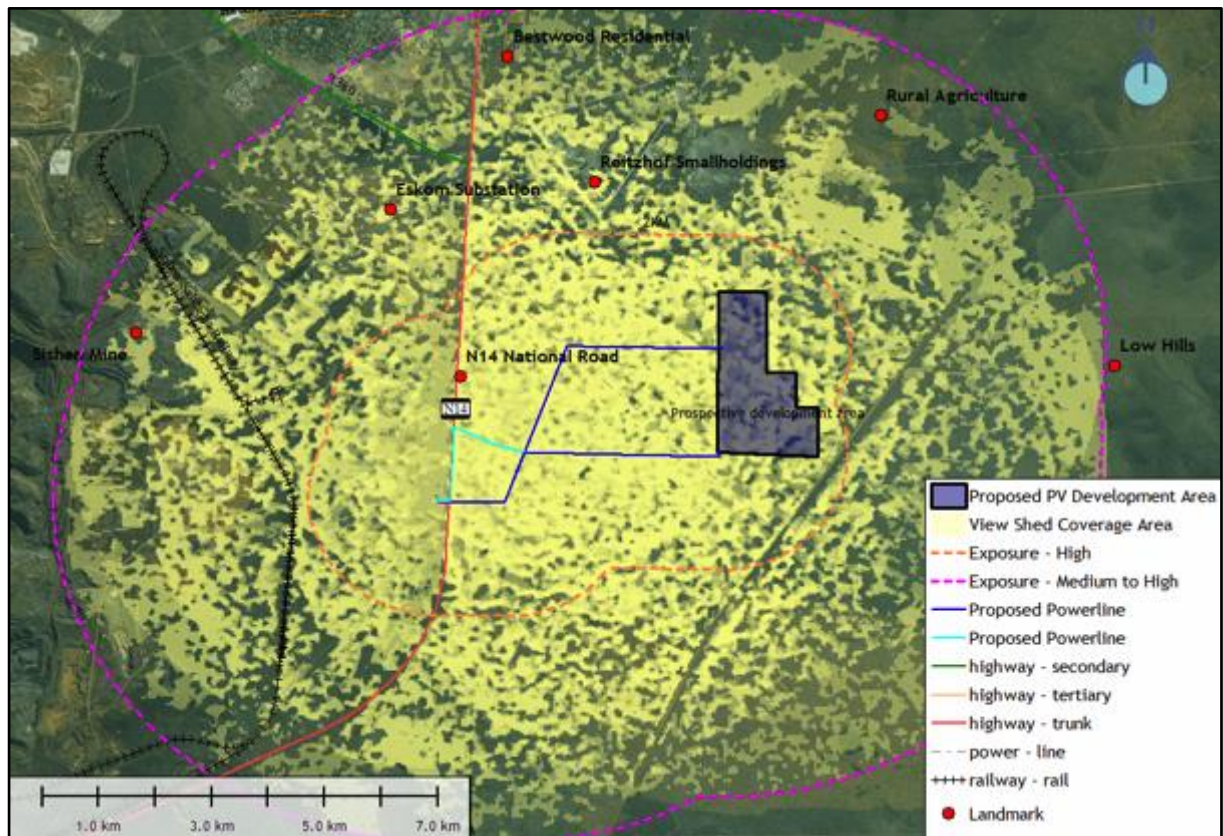 Bestwood Residential
Rural Agriculture
R380
Reitzhof Smallholdings
Eskom Substation
N14 National Road
Sishen Mine
Low Hills
N14
Prospective development area
Proposed PV Development Area
View Shed Coverage Area
Exposure - High
Exposure - Medium to High
Proposed Powerline
Proposed Powerline
highway - secondary
highway - tertiary
highway - trunk
power - line
railway - rail
Landmark
1.0 km 3.0 km 5.0 km 7.0 km